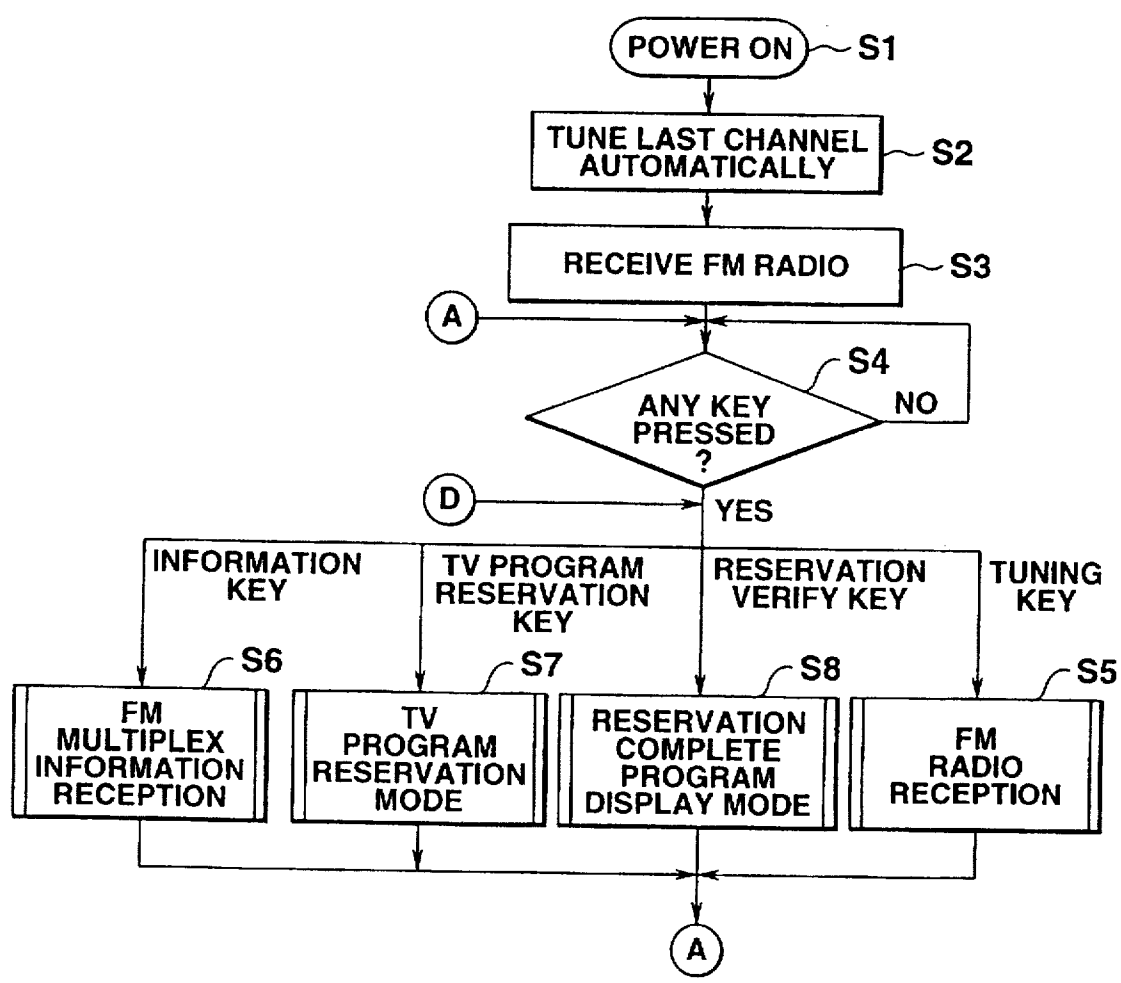 POWER ON
S1
TUNE LAST CHANNEL
AUTOMATICALLY
S2
RECEIVE FM RADIO
S3
A
S4
ANY KEY
PRESSED
?
NO
D
YES
INFORMATION
KEY
TV PROGRAM
RESERVATION
KEY
RESERVATION
VERIFY KEY
TUNING
KEY
S6
FM
MULTIPLEX
INFORMATION
RECEPTION
S7
TV
PROGRAM
RESERVATION
MODE
S8
RESERVATION
COMPLETE
PROGRAM
DISPLAY MODE
S5
FM
RADIO
RECEPTION
A